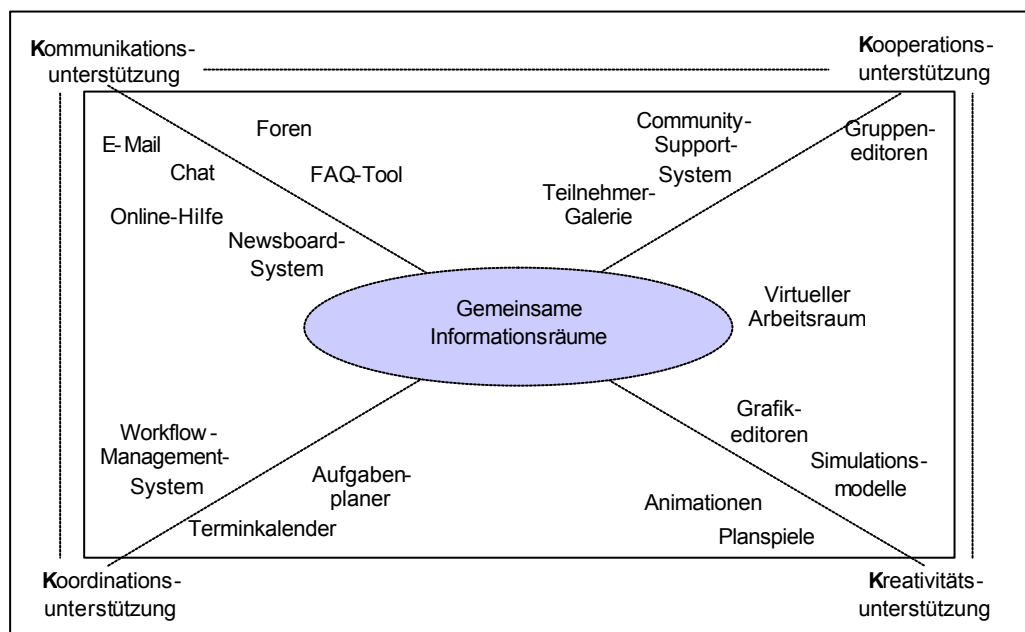 Kommunikations-
unterstützung
Kooperations-
unterstützung
E-Mail
Chat
Online-Hilfe
Foren
FAQ-Tool
Newsboard-
System
Community-
Support-
System
Teilnehmer-
Galerie
Gruppen-
editoren
Gemeinsame
Informationsräume
Virtueller
Arbeitsraum
Workflow-
Management-
System
Aufgaben-
planer
Terminkalender
Grafik-
editoren
Simulations-
modelle
Animationen
Planspiele
Koordinations-
unterstützung
Kreativitäts-
unterstützung